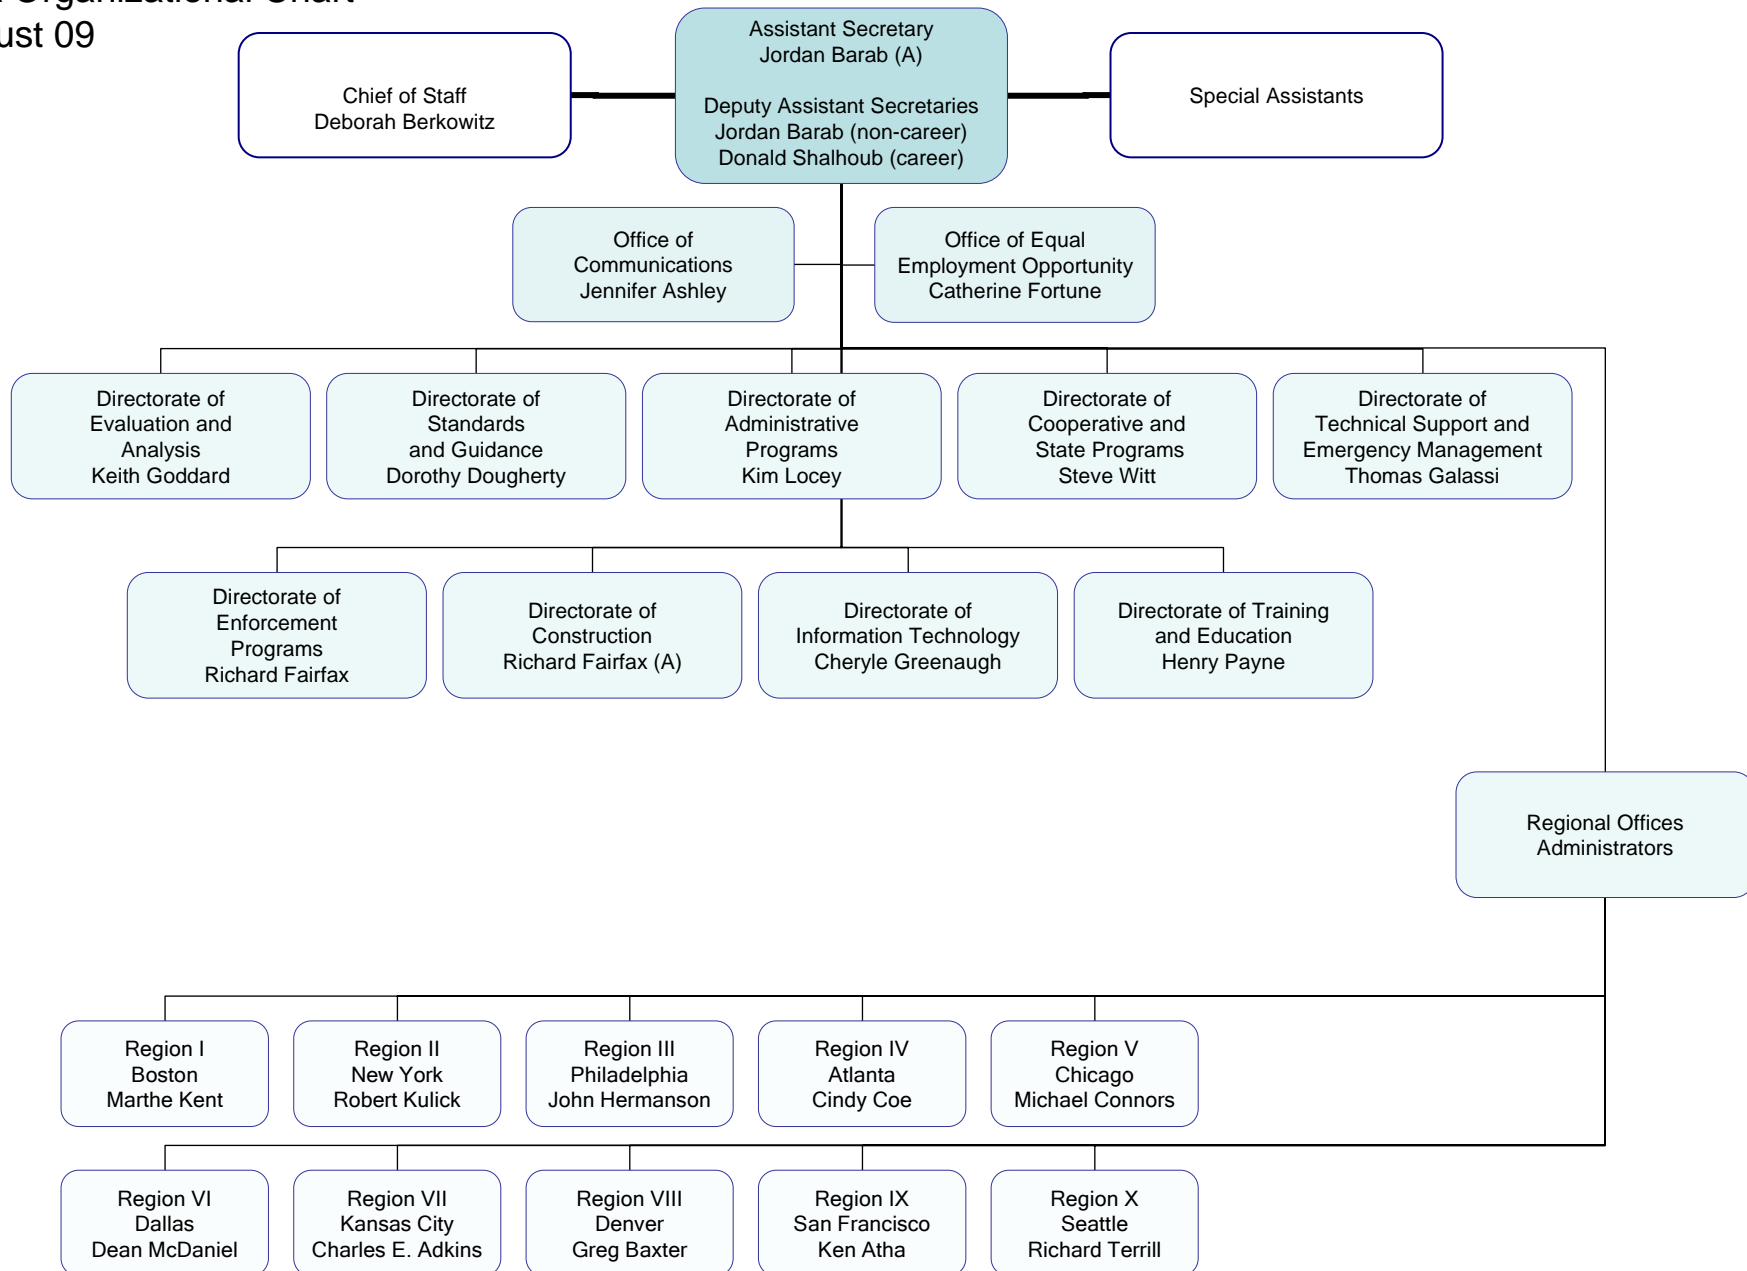 Organizational Chart
09
Assistant Secretary
Jordan Barab (A)
Deputy Assistant Secretaries
Jordan Barab (non-career)
Donald Shalhoub (career)
Chief of Staff
Deborah Berkowitz
Special Assistants
Office of
Communications
Jennifer Ashley
Office of Equal
Employment Opportunity
Catherine Fortune
Directorate of
Evaluation and
Analysis
Keith Goddard
Directorate of
Standards
and Guidance
Dorothy Dougherty
Directorate of
Administrative
Programs
Kim Locey
Directorate of
Cooperative and
State Programs
Steve Witt
Directorate of
Technical Support and
Emergency Management
Thomas Galassi
Directorate of
Enforcement
Programs
Richard Fairfax
Directorate of
Construction
Richard Fairfax (A)
Directorate of
Information Technology
Cheryle Greenaugh
Directorate of Training
and Education
Henry Payne
Regional Offices
Administrators
Region I
Boston
Marthe Kent
Region II
New York
Robert Kulick
Region III
Philadelphia
John Hermanson
Region IV
Atlanta
Cindy Coe
Region V
Chicago
Michael Connors
Region VI
Dallas
Dean McDaniel
Region VII
Kansas City
Charles E. Adkins
Region VIII
Denver
Greg Baxter
Region IX
San Francisco
Ken Atha
Region X
Seattle
Richard Terrill